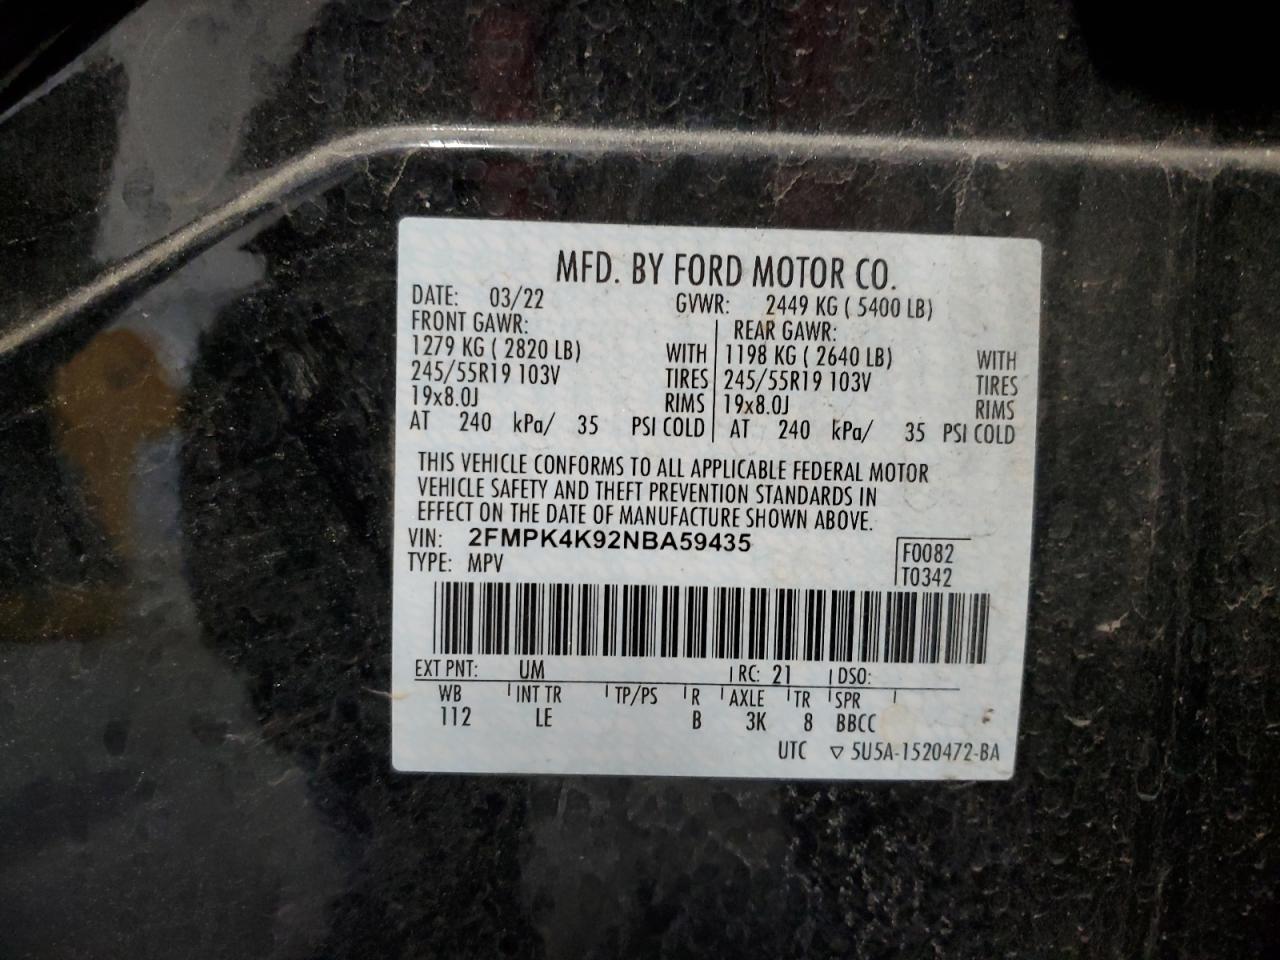 MFD. BY FORD MOTOR CO.
DATE: 03/22 GVWR: 2449 KG ( 5400 LB)
FRONT GAWR: REAR GAWR:
1279 KG ( 2820 LB) WITH 1198 KG ( 2640 LB) WITH
245/55R19 103V TIRES 245/55R19 103V TIRES
19x8.0J RIMS 19x8.0J RIMS
AT 240 kPa/ 35 PSI COLD AT 240 kPa/ 35 PSI COLD
THIS VEHICLE CONFORMS TO ALL APPLICABLE FEDERAL MOTOR
VEHICLE SAFETY AND THEFT PREVENTION STANDARDS IN
EFFECT ON THE DATE OF MANUFACTURE SHOWN ABOVE.
VIN: 2FMPK4K92NBA59435 F0082
TYPE: MPV T0342
EXT PNT: UM RC: 21 DSO:
WB INT TR TP/PS R AXLE TR SPR
112 LE B 3K 8 BBCC
UTC ▽ 5U5A-1520472-BA